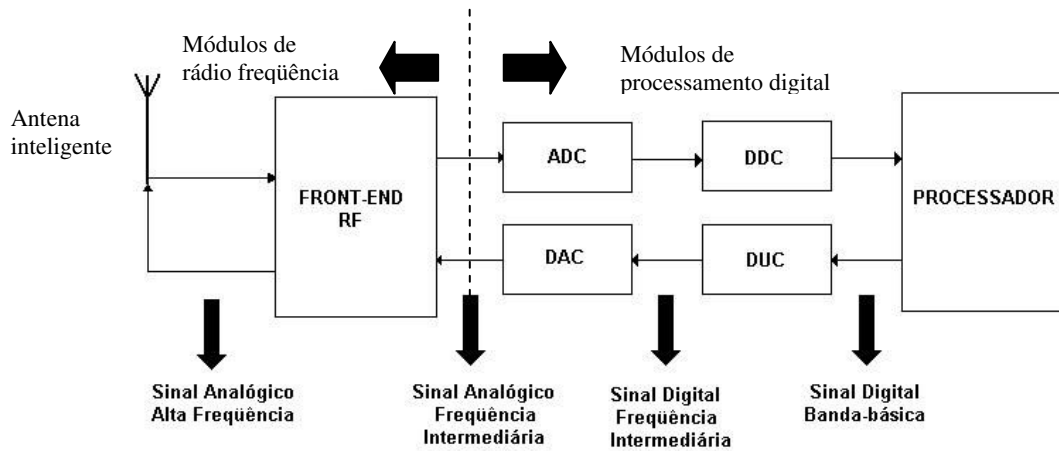 Módulos de
rádio freqüência
Módulos de
processamento digital
Antena
inteligente
FRONT-END
RF
ADC
DDC
PROCESSADOR
DAC
DUC
Sinal Analógico
Alta Freqüência
Sinal Analógico
Freqüência
Intermediária
Sinal Digital
Freqüência
Intermediária
Sinal Digital
Banda-básica